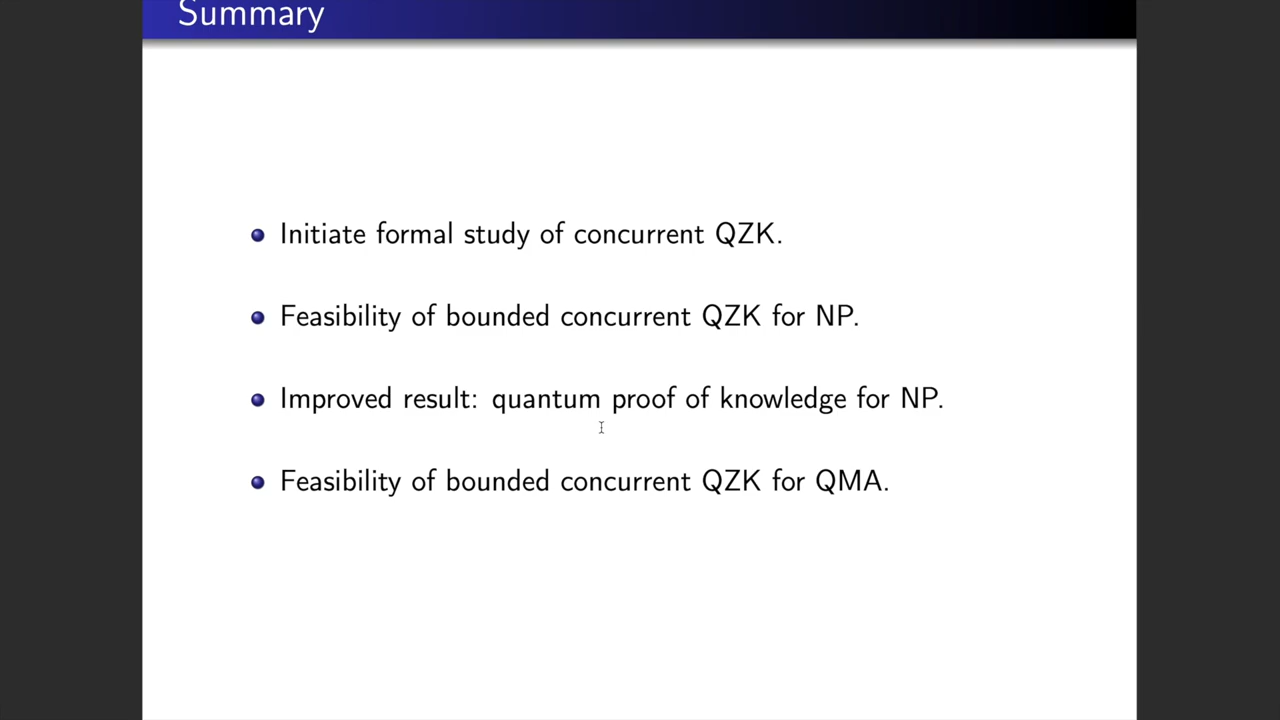 Summary
Initiate formal study of concurrent QZK.
Feasibility of bounded concurrent QZK for NP.
Improved result: quantum proof of knowledge for NP.
Feasibility of bounded concurrent QZK for QMA.